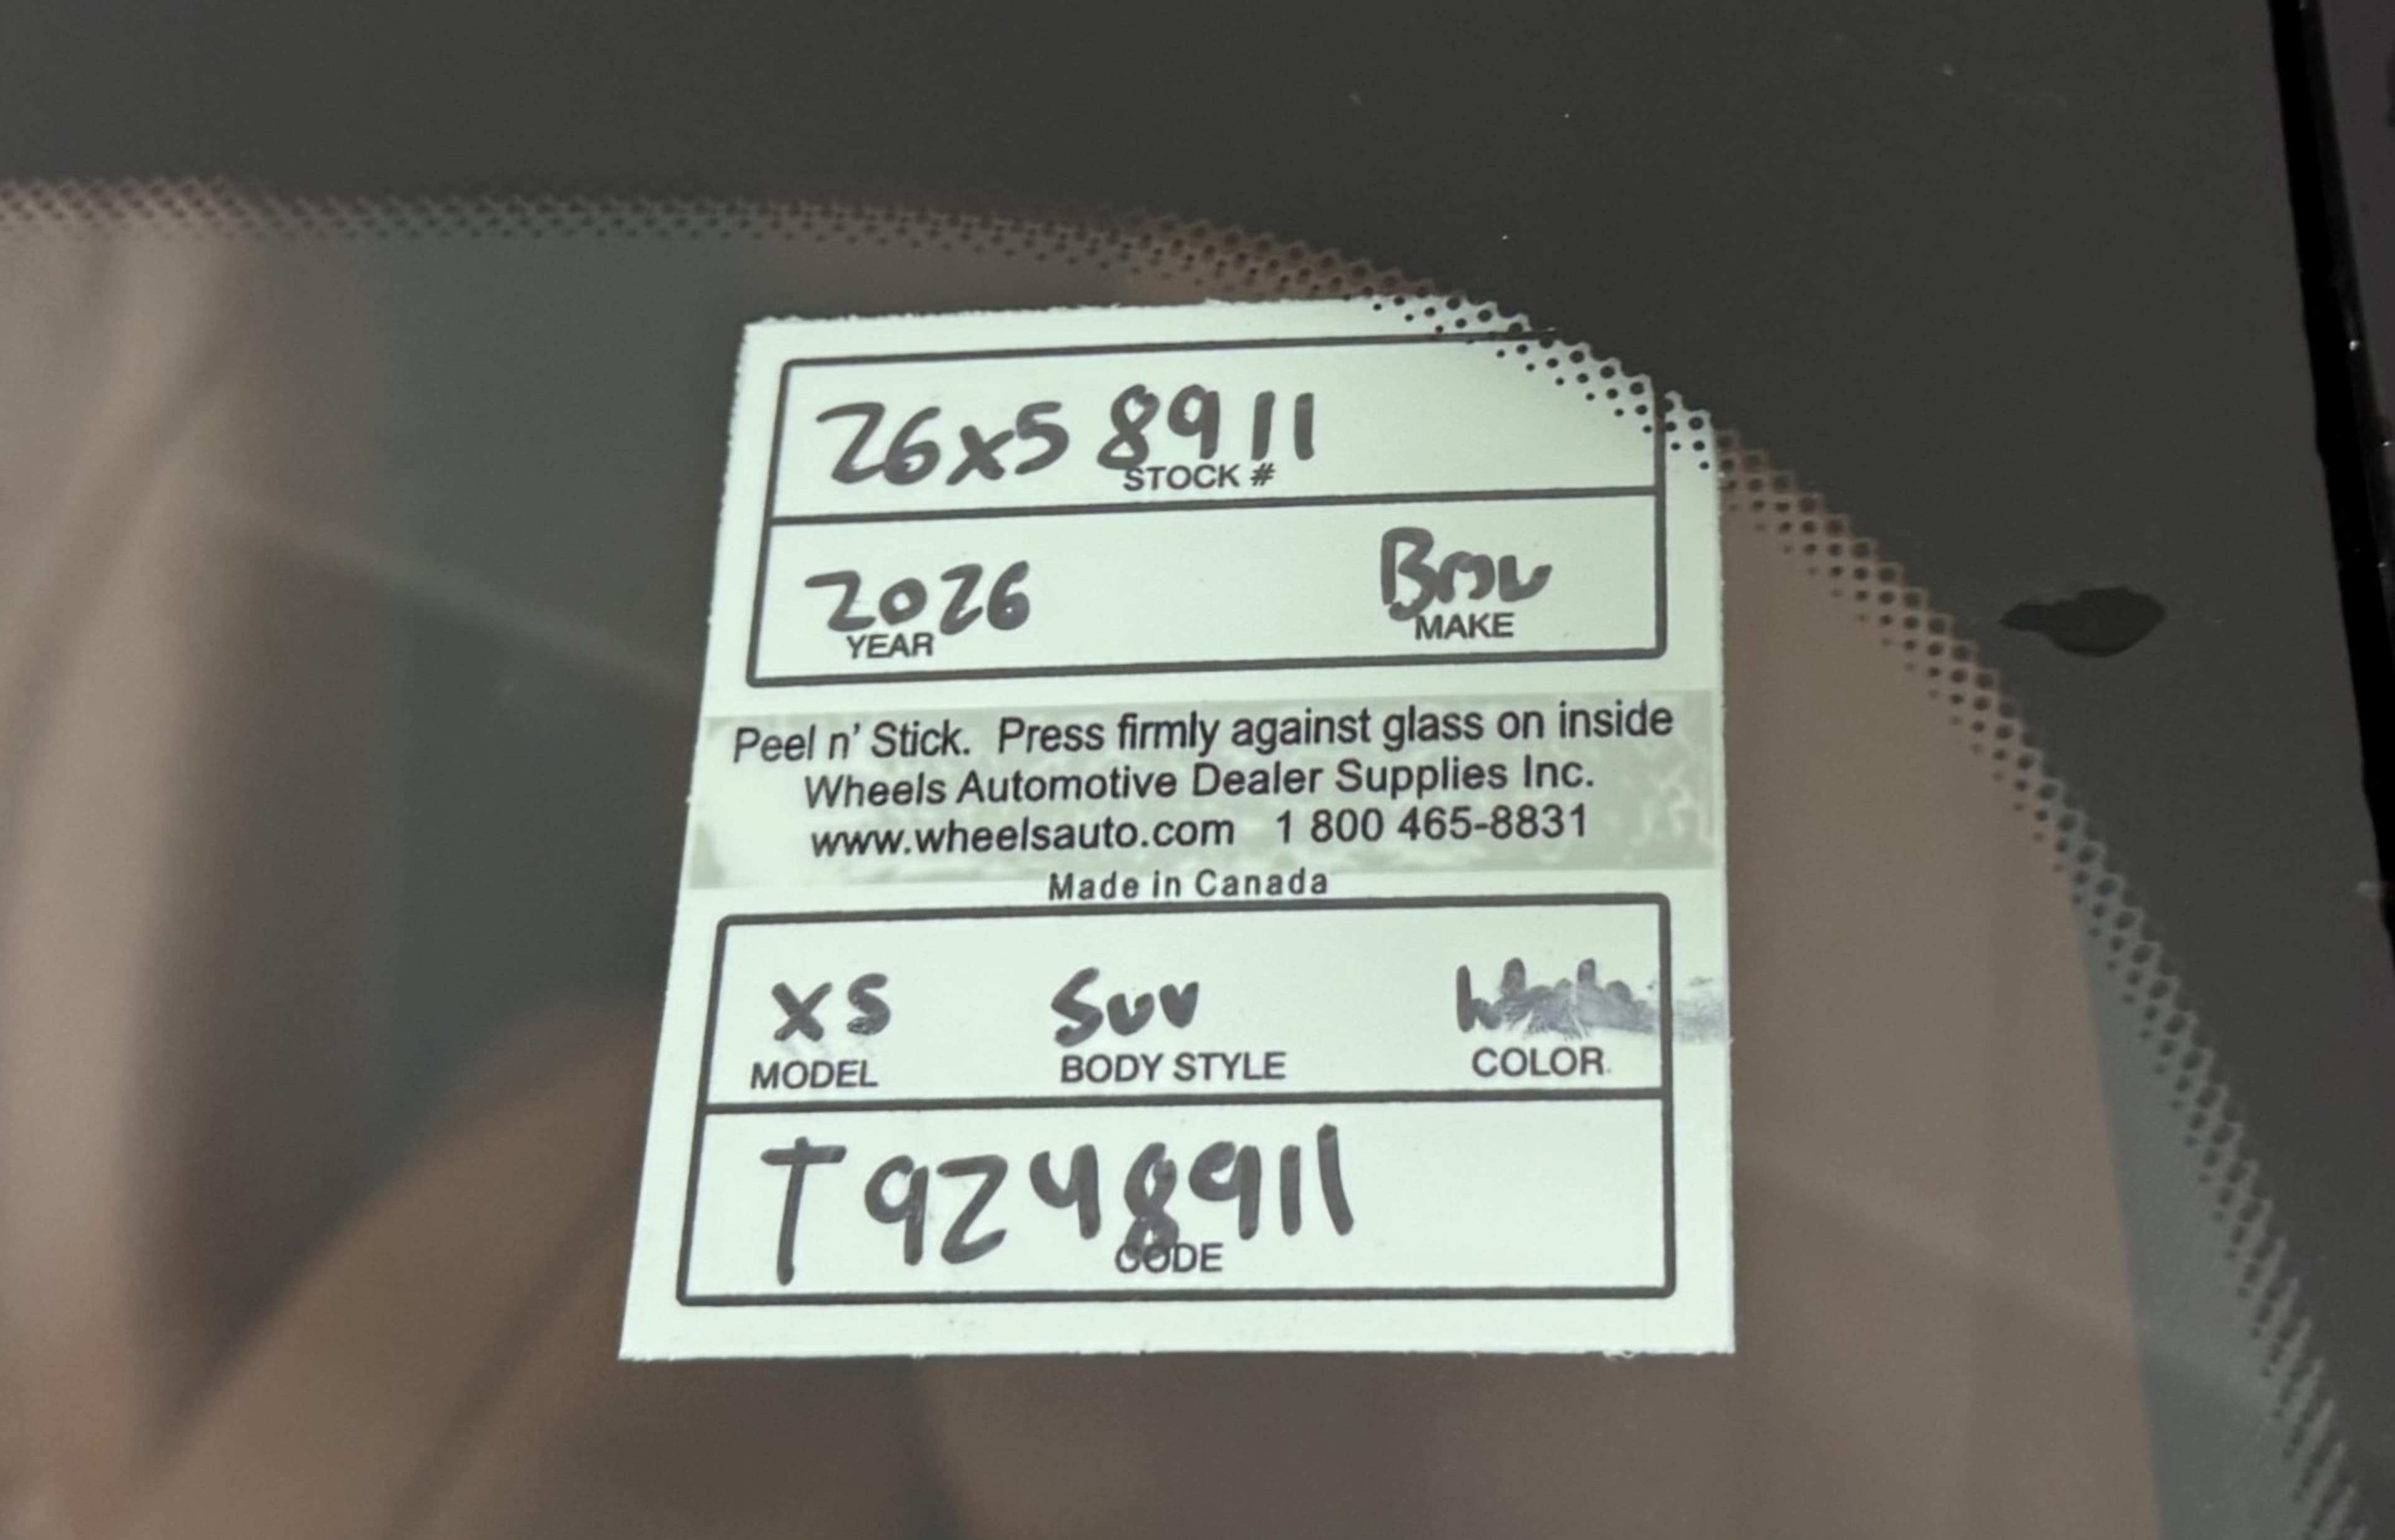 26x5 8911
STOCK #
2026 BMW
YEAR MAKE
Peel n' Stick. Press firmly against glass on inside
Wheels Automotive Dealer Supplies Inc.
www.wheelsauto.com 1 800 465-8831
Made in Canada
X5 SUV
MODEL BODY STYLE COLOR
T9248911
CODE